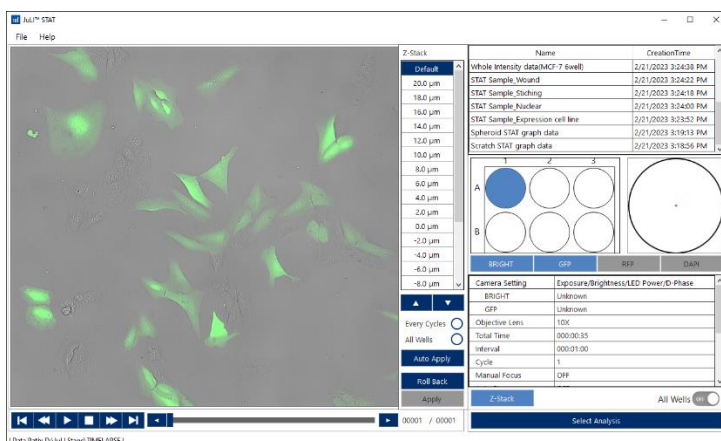 JuLI™ STAT
File Help
Z-Stack
Default
20.0 μm
18.0 μm
16.0 μm
14.0 μm
12.0 μm
10.0 μm
8.0 μm
6.0 μm
4.0 μm
2.0 μm
0.0 μm
-2.0 μm
-4.0 μm
-6.0 μm
-8.0 μm
Every Cycles
All Wells
Auto Apply
Roll Back
Apply
Name CreationTime
Whole Intensity data(MCF-7 6well) 2/21/2023 3:24:38 PM
STAT Sample_Wound 2/21/2023 3:24:22 PM
STAT Sample_Stiching 2/21/2023 3:24:18 PM
STAT Sample_Nuclear 2/21/2023 3:24:00 PM
STAT Sample_Expression cell line 2/21/2023 3:23:52 PM
Spheroid STAT graph data 2/21/2023 3:19:13 PM
Scratch STAT graph data 2/21/2023 3:18:56 PM
1 2 3
A
B
BRIGHT GFP RFP DAPI
Camera Setting Exposure/Brightness/LED Power/D-Phase
BRIGHT Unknown
GFP Unknown
Objective Lens 10X
Total Time 000:00:35
Interval 000:01:00
Cycle 1
Manual Focus OFF
Z-Stack All Wells ON
00001 / 00001
Select Analysis